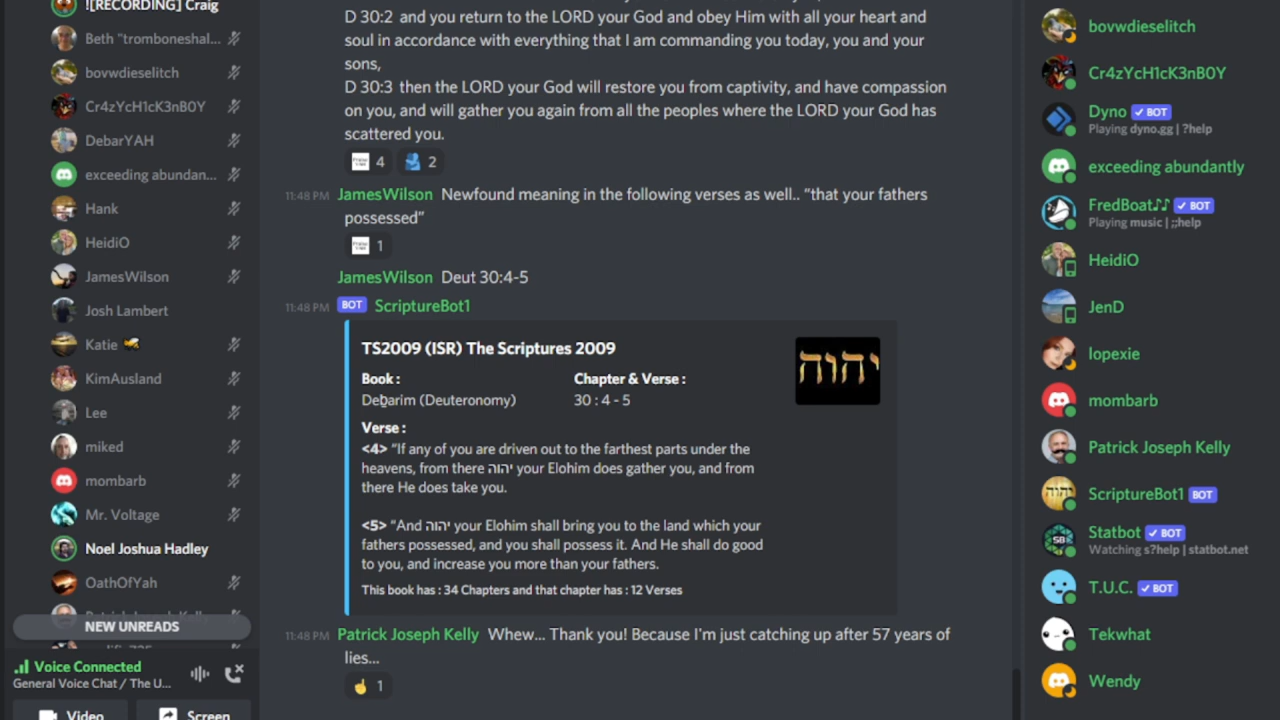 ![RECORDING] Craig
Beth "tromboneshal...
bovwdieselitch
Cr4zYcH1cK3nB0Y
DebarYAH
exceeding abundan...
Hank
HeidiO
JamesWilson
Josh Lambert
Katie
KimAusland
Lee
miked
mombarb
Mr. Voltage
Noel Joshua Hadley
OathOfYah
Patrick Joseph Kelly
NEW UNREADS
Voice Connected
General Voice Chat / The U...
Video
Screen
D 30:2 and you return to the LORD your God and obey Him with all your heart and
soul in accordance with everything that I am commanding you today, you and your
sons,
D 30:3 then the LORD your God will restore you from captivity, and have compassion
on you, and will gather you again from all the peoples where the LORD your God has
scattered you.
4 2
11:48 PM JamesWilson Newfound meaning in the following verses as well.. “that your fathers
possessed”
1
JamesWilson Deut 30:4-5
11:48 PM BOT ScriptureBot1
TS2009 (ISR) The Scriptures 2009
יהוה
Book : Chapter & Verse :
Deḇarim (Deuteronomy) 30 : 4 - 5
Verse :
<4> “If any of you are driven out to the farthest parts under the
heavens, from there יהוה your Elohim does gather you, and from
there He does take you.
<5> “And יהוה your Elohim shall bring you to the land which your
fathers possessed, and you shall possess it. And He shall do good
to you, and increase you more than your fathers.
This book has : 34 Chapters and that chapter has : 12 Verses
11:48 PM Patrick Joseph Kelly Whew... Thank you! Because I'm just catching up after 57 years of
lies...
1
bovwdieselitch
Cr4zYcH1cK3nB0Y
Dyno ✓ BOT
Playing dyno.gg | ?help
exceeding abundantly
FredBoat♪♪ ✓ BOT
Playing music | ;;help
HeidiO
JenD
lopexie
mombarb
Patrick Joseph Kelly
ScriptureBot1 BOT
Statbot ✓ BOT
Watching s?help | statbot.net
T.U.C. ✓ BOT
Tekwhat
Wendy